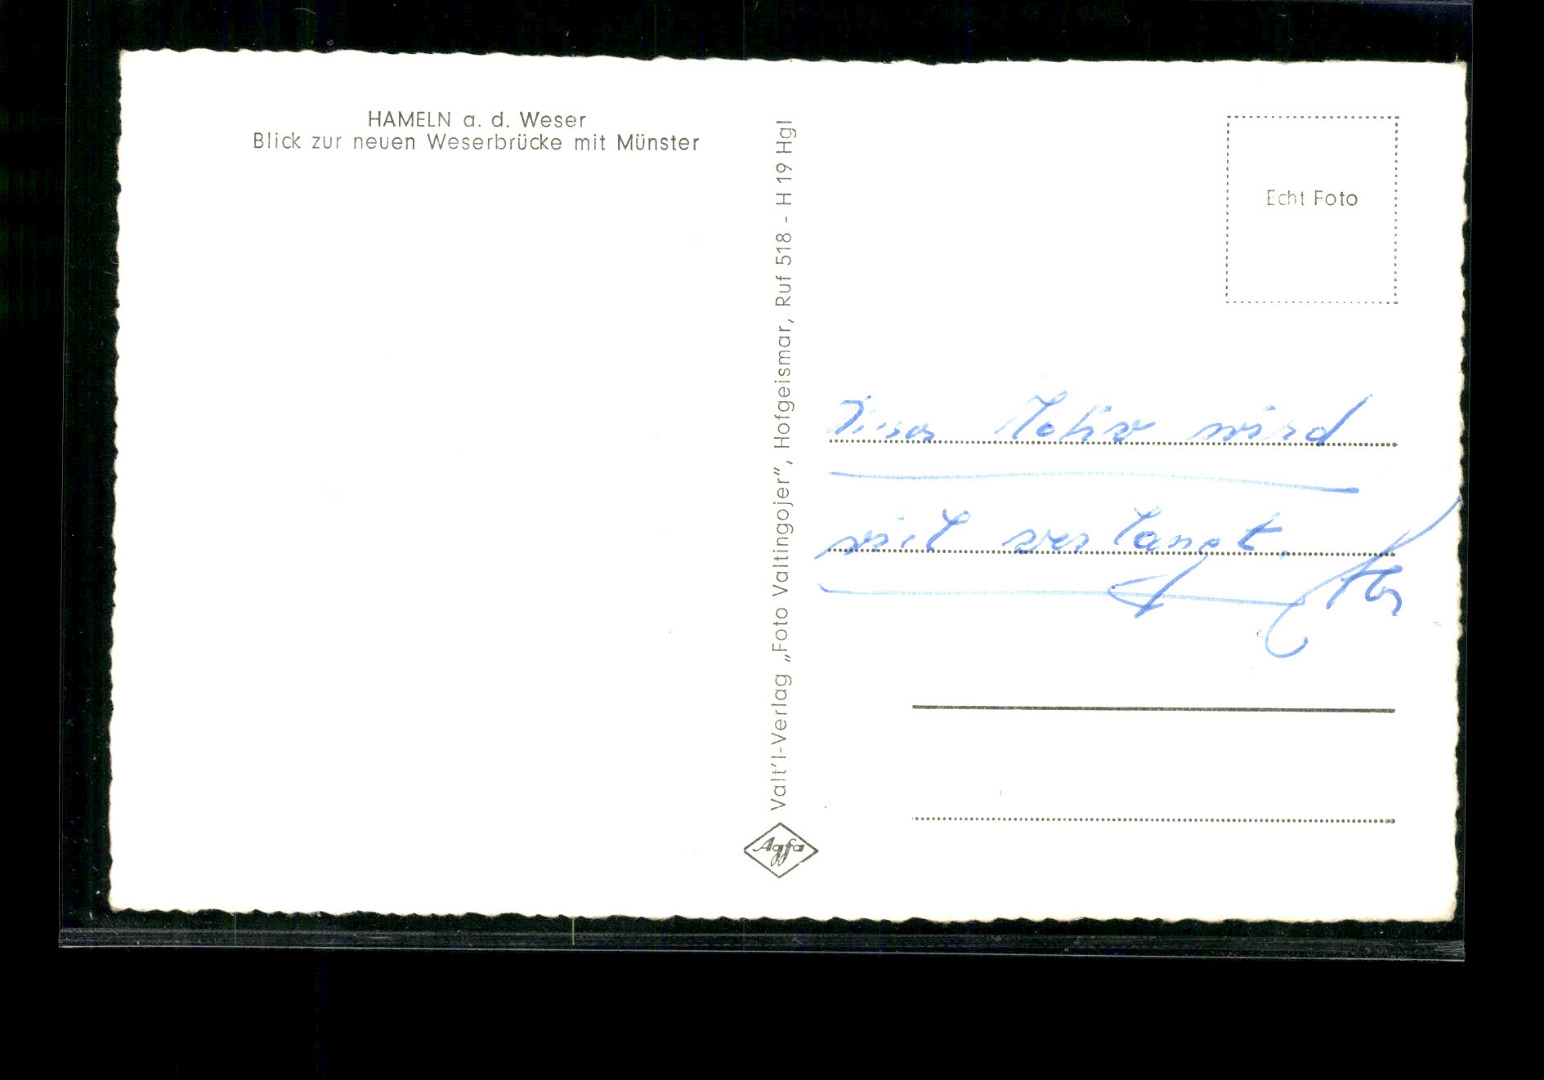 HAMELN a. d. Weser
Blick zur neuen Weserbrücke mit Münster
Valt'l-Verlag „Foto Valtingojer", Hofgeismar, Ruf 518 - H 19 Hgl
Agfa
Echt Foto
Dieses Motiv wird
viel verlangt.